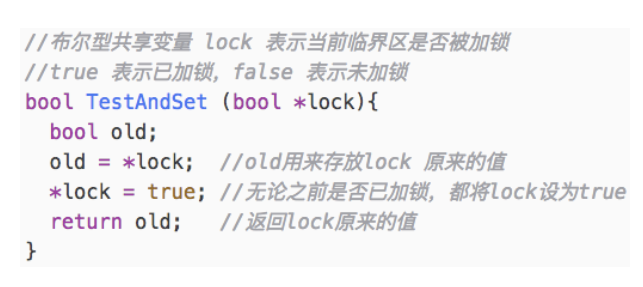 //布尔型共享变量 lock 表示当前临界区是否被加锁
//true 表示已加锁，false 表示未加锁
bool TestAndSet (bool *lock){
  bool old;
  old = *lock;  //old用来存放lock 原来的值
  *lock = true; //无论之前是否已加锁，都将lock设为true
  return old;   //返回lock原来的值
}